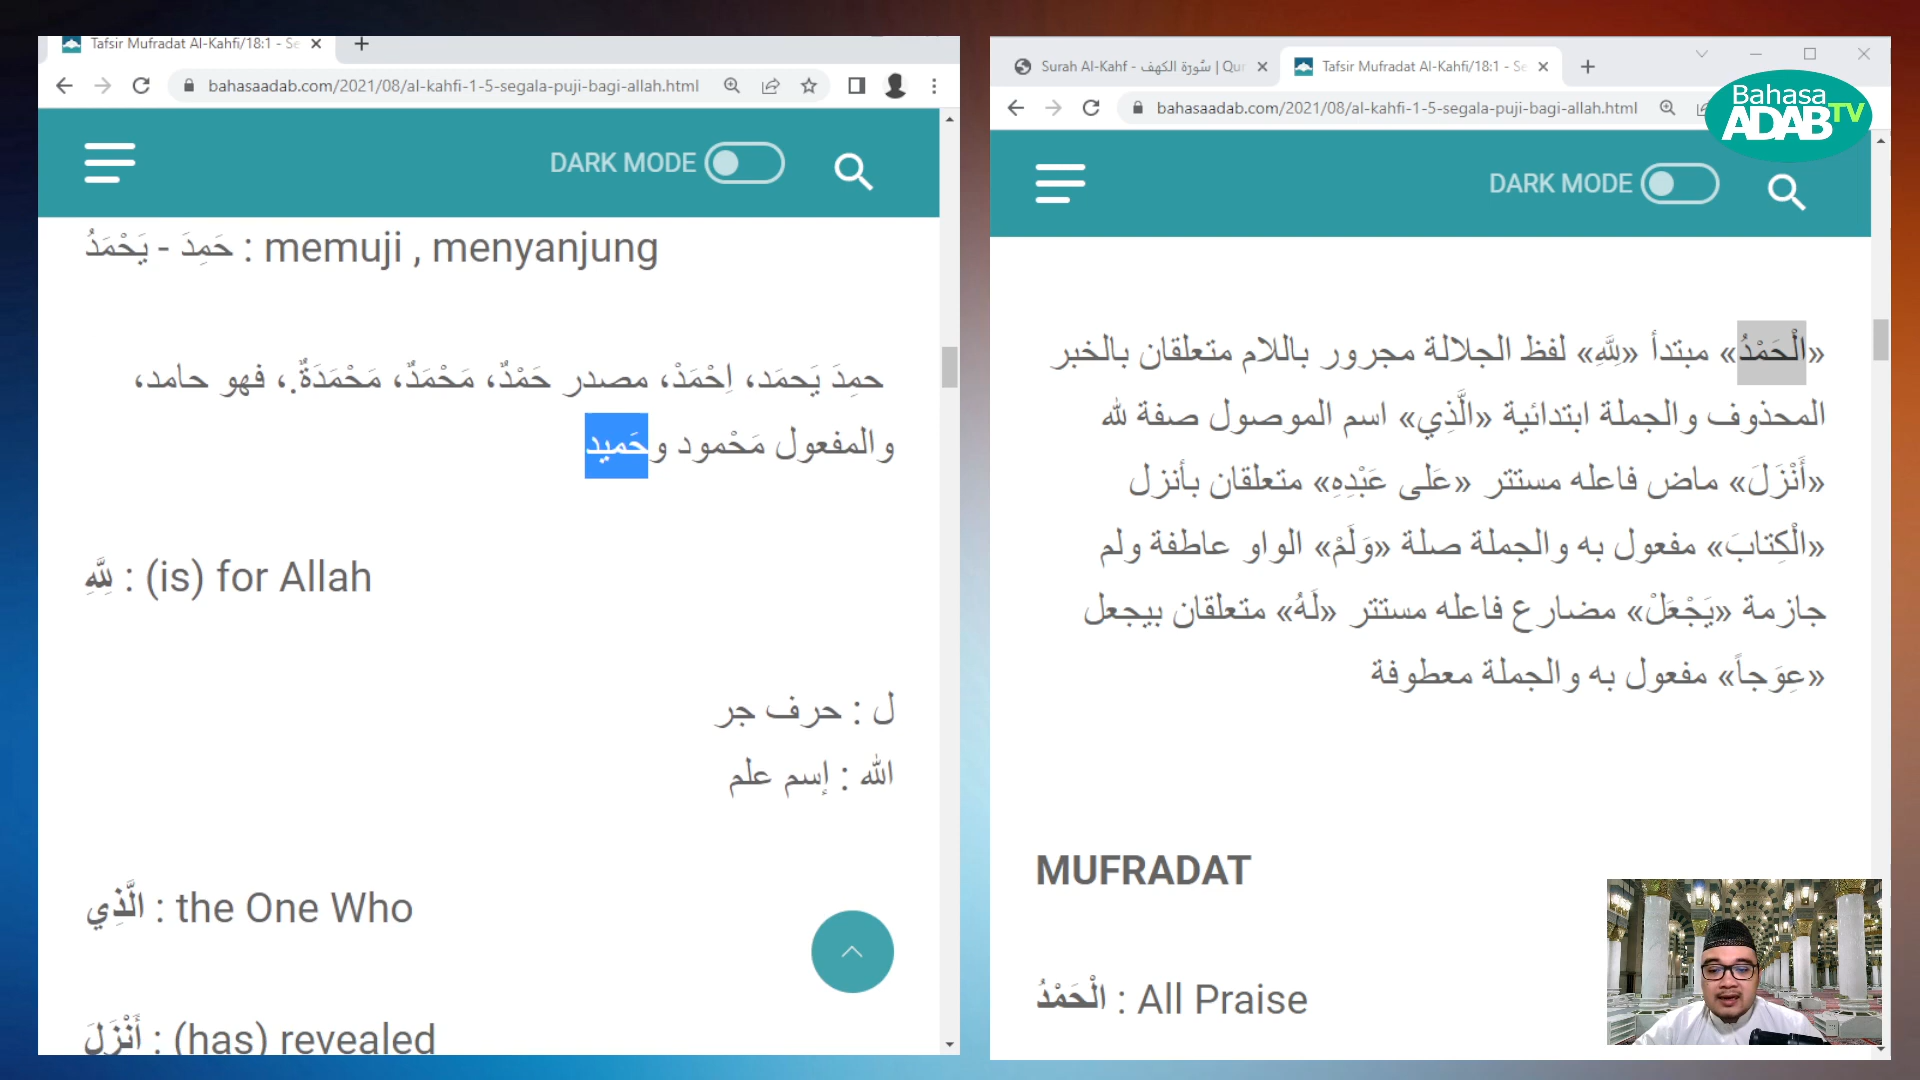 Tafsir Mufradat Al-Kahfi/18:1 - Se
bahasaadab.com/2021/08/al-kahfi-1-5-segala-puji-bagi-allah.html
DARK MODE
حَمِدَ - يَحْمَدُ : memuji , menyanjung
حمِدَ يَحمَد، اِحْمَدْ، مصدر حَمْدٌ، مَحْمَدٌ، مَحْمَدَةٌ.، فهو حامد،
والمفعول مَحْمود وحَميد
لِلَّهِ : (is) for Allah
ل : حرف جر
الله : إسم علم
الَّذِي : the One Who
أَنْزَلَ : (has) revealed
Surah Al-Kahf - سُورَة الكهف | Qur
Tafsir Mufradat Al-Kahfi/18:1 - Se
bahasaadab.com/2021/08/al-kahfi-1-5-segala-puji-bagi-allah.html
Bahasa
ADAB TV
DARK MODE
«الْحَمْدُ» مبتدأ «لِلَّهِ» لفظ الجلالة مجرور باللام متعلقان بالخبر
المحذوف والجملة ابتدائية «الَّذِي» اسم الموصول صفة لله
«أَنْزَلَ» ماض فاعله مستتر «عَلى عَبْدِهِ» متعلقان بأنزل
«الْكِتابَ» مفعول به والجملة صلة «وَلَمْ» الواو عاطفة ولم
جازمة «يَجْعَلْ» مضارع فاعله مستتر «لَهُ» متعلقان بيجعل
«عِوَجاً» مفعول به والجملة معطوفة
MUFRADAT
الْحَمْدُ : All Praise